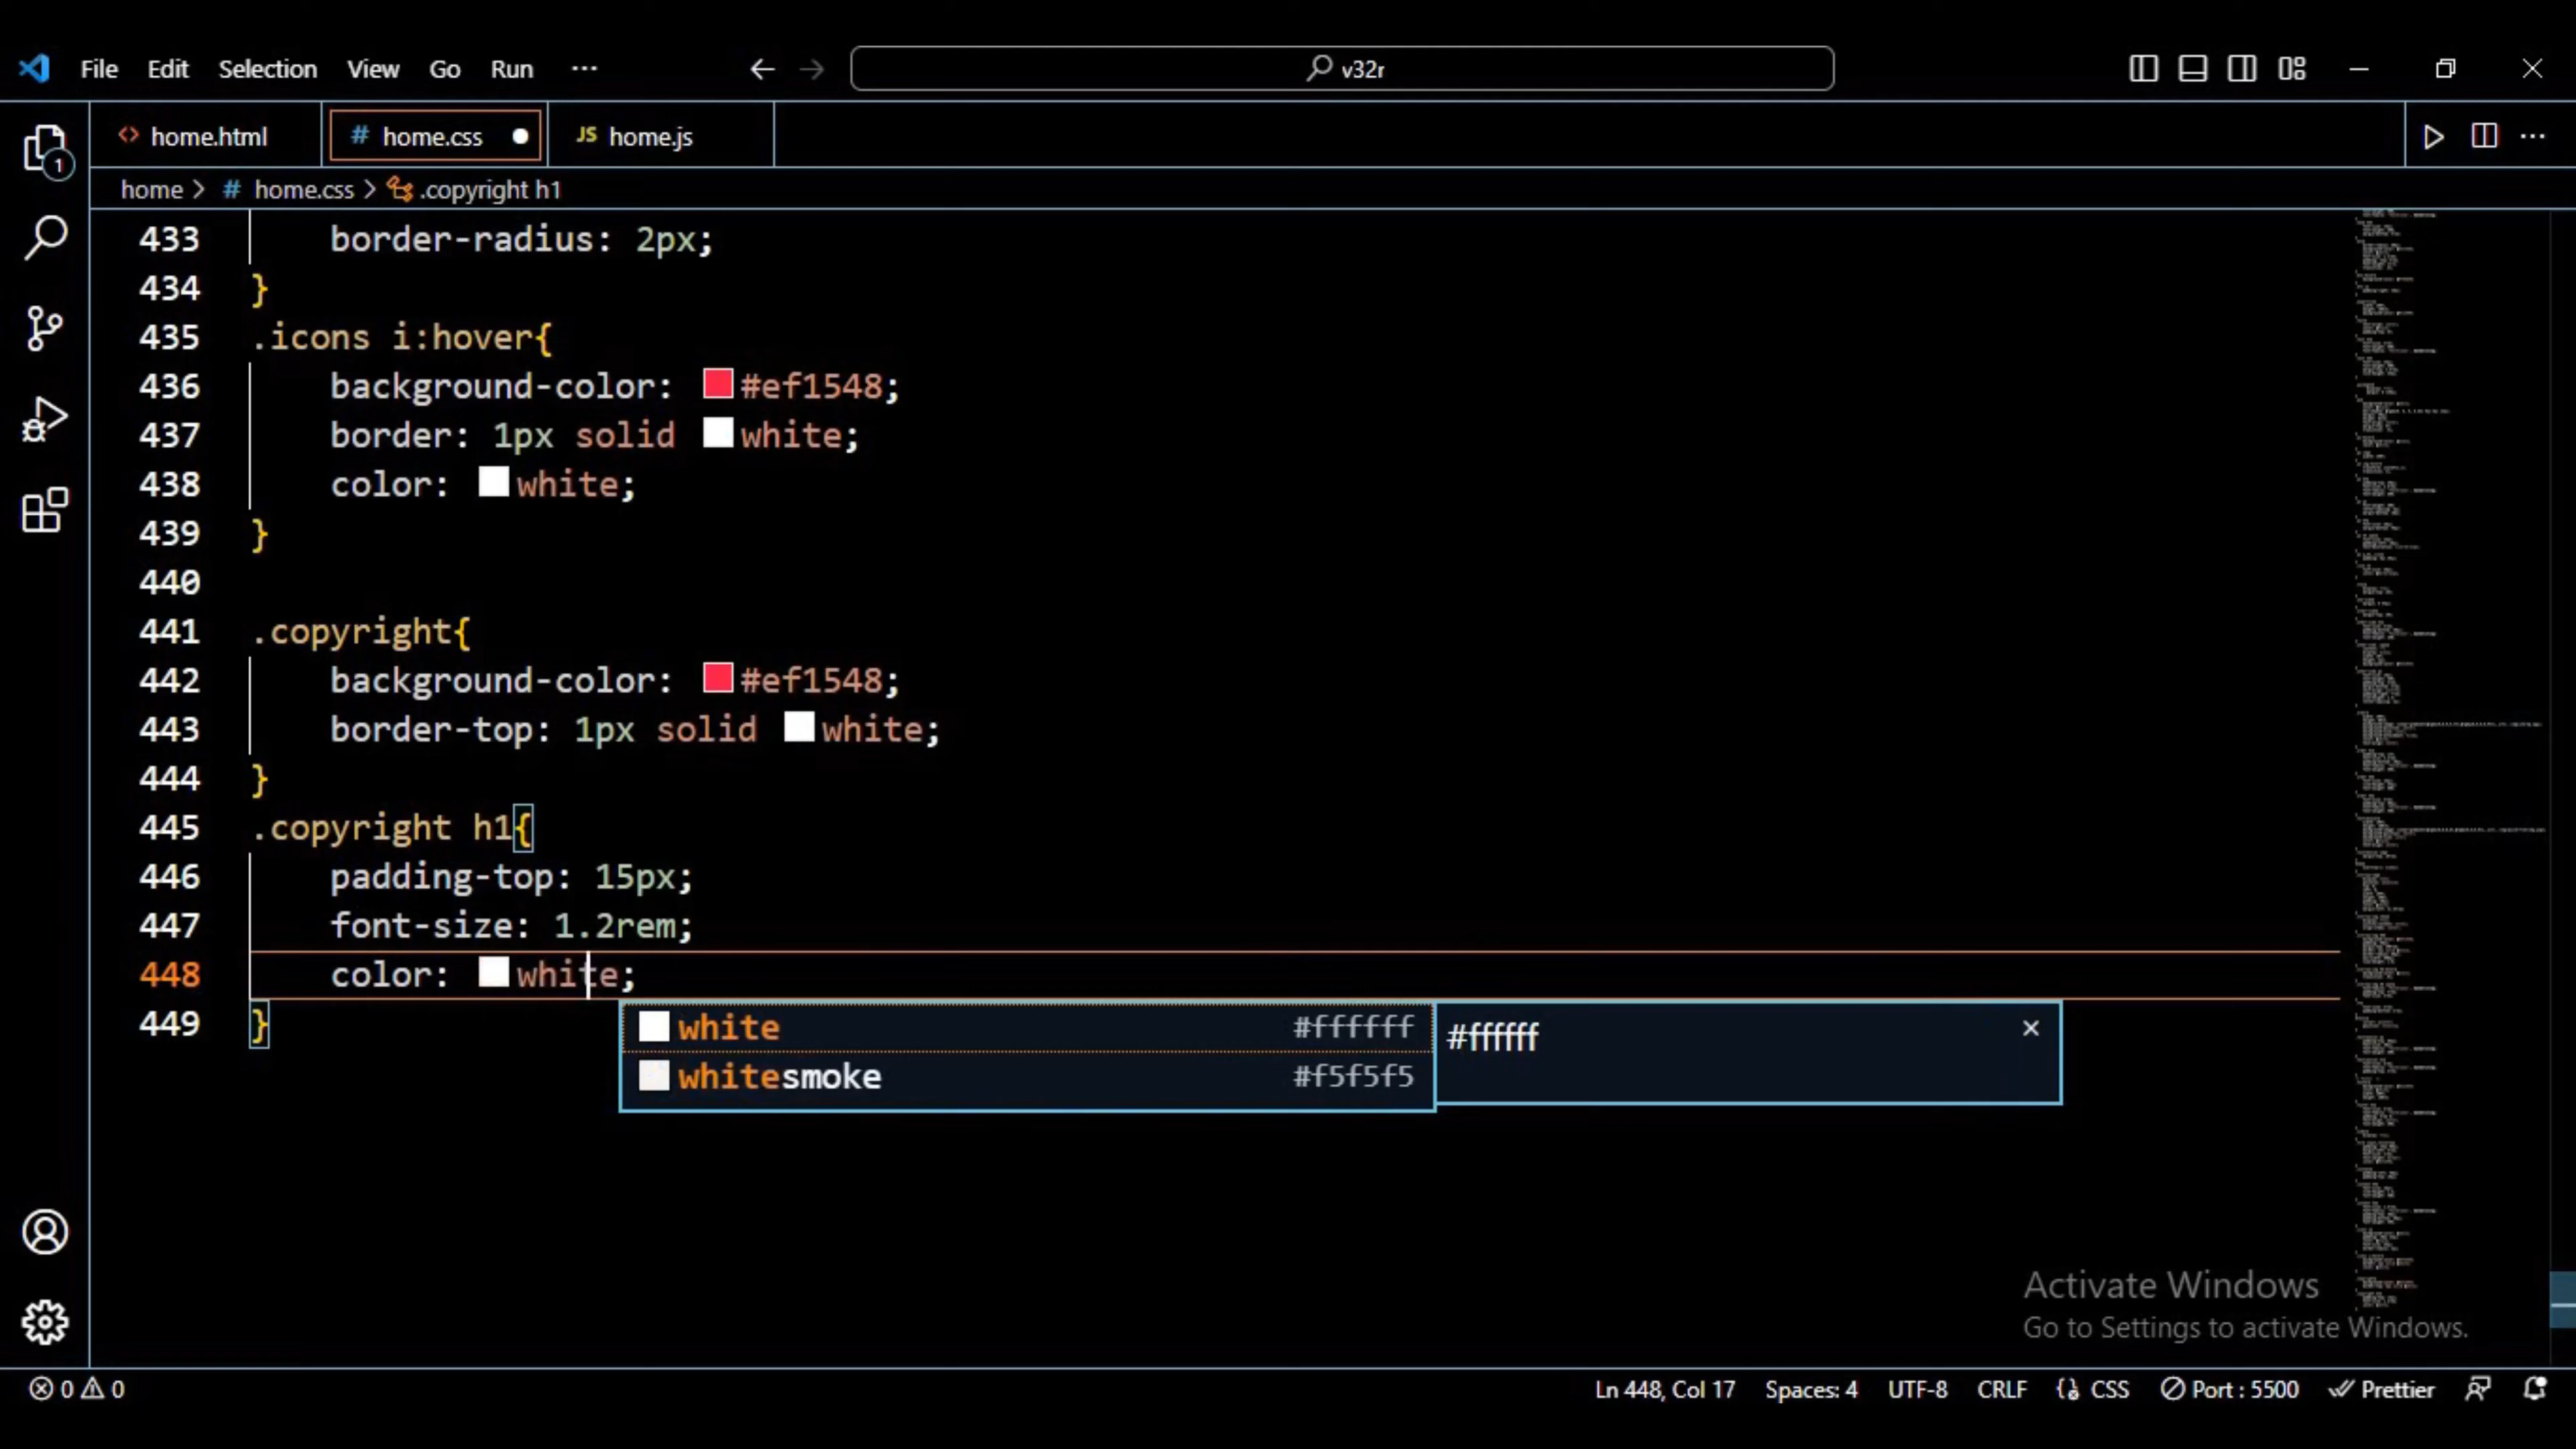 File Edit Selection View Go Run ··· v32r
home.html home.css JS home.js
home > # home.css > .copyright h1
433 border-radius: 2px;
434 }
435 .icons i:hover{
436 background-color: #ef1548;
437 border: 1px solid white;
438 color: white;
439 }
440
441 .copyright{
442 background-color: #ef1548;
443 border-top: 1px solid white;
444 }
445 .copyright h1{
446 padding-top: 15px;
447 font-size: 1.2rem;
448 color: white;
449 }
white #ffffff #ffffff
whitesmoke #f5f5f5
1
Activate Windows
Go to Settings to activate Windows.
0 0 Ln 448, Col 17 Spaces: 4 UTF-8 CRLF CSS Port : 5500 Prettier